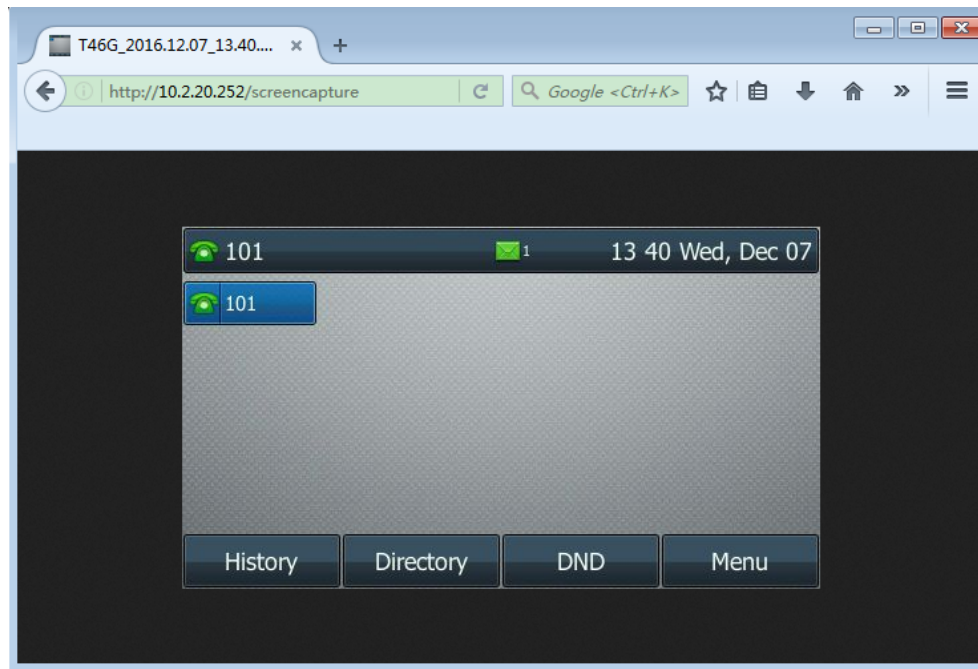 T46G_2016.12.07_13.40....
http://10.2.20.252/screencapture
Google <Ctrl+K>
101 1 13 40 Wed, Dec 07
101
History Directory DND Menu